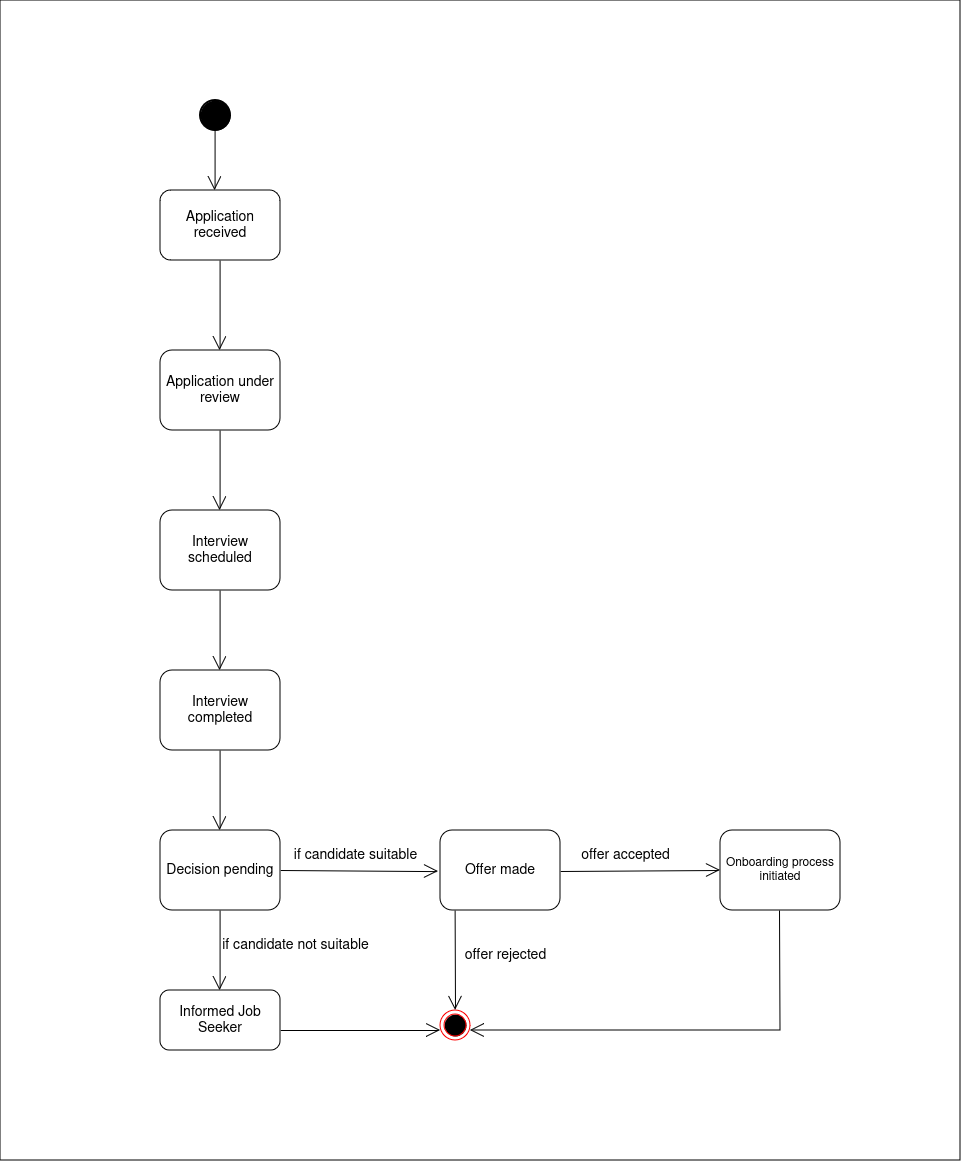 Application
received
Application under
review
Interview
scheduled
Interview
completed
Decision pending
if candidate suitable
Offer made
offer accepted
Onboarding process
initiated
if candidate not suitable
offer rejected
Informed Job
Seeker